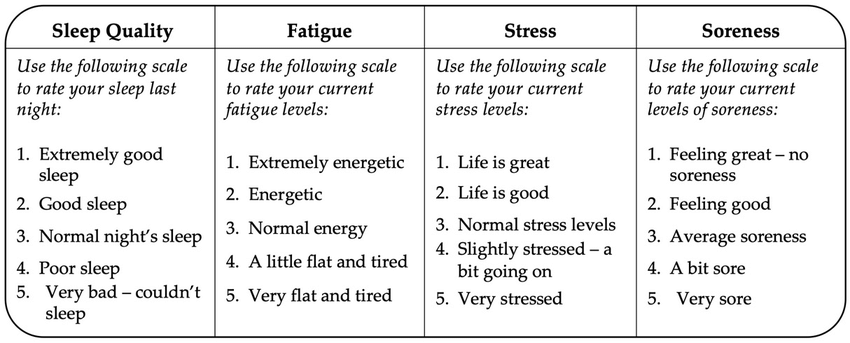 Sleep Quality
Use the following scale
to rate your sleep last
night:
1. Extremely good
sleep
2. Good sleep
3. Normal night's sleep
4. Poor sleep
5. Very bad – couldn't
sleep
Fatigue
Use the following scale
to rate your current
fatigue levels:
1. Extremely energetic
2. Energetic
3. Normal energy
4. A little flat and tired
5. Very flat and tired
Stress
Use the following scale
to rate your current
stress levels:
1. Life is great
2. Life is good
3. Normal stress levels
4. Slightly stressed – a
bit going on
5. Very stressed
Soreness
Use the following scale
to rate your current
levels of soreness:
1. Feeling great – no
soreness
2. Feeling good
3. Average soreness
4. A bit sore
5. Very sore